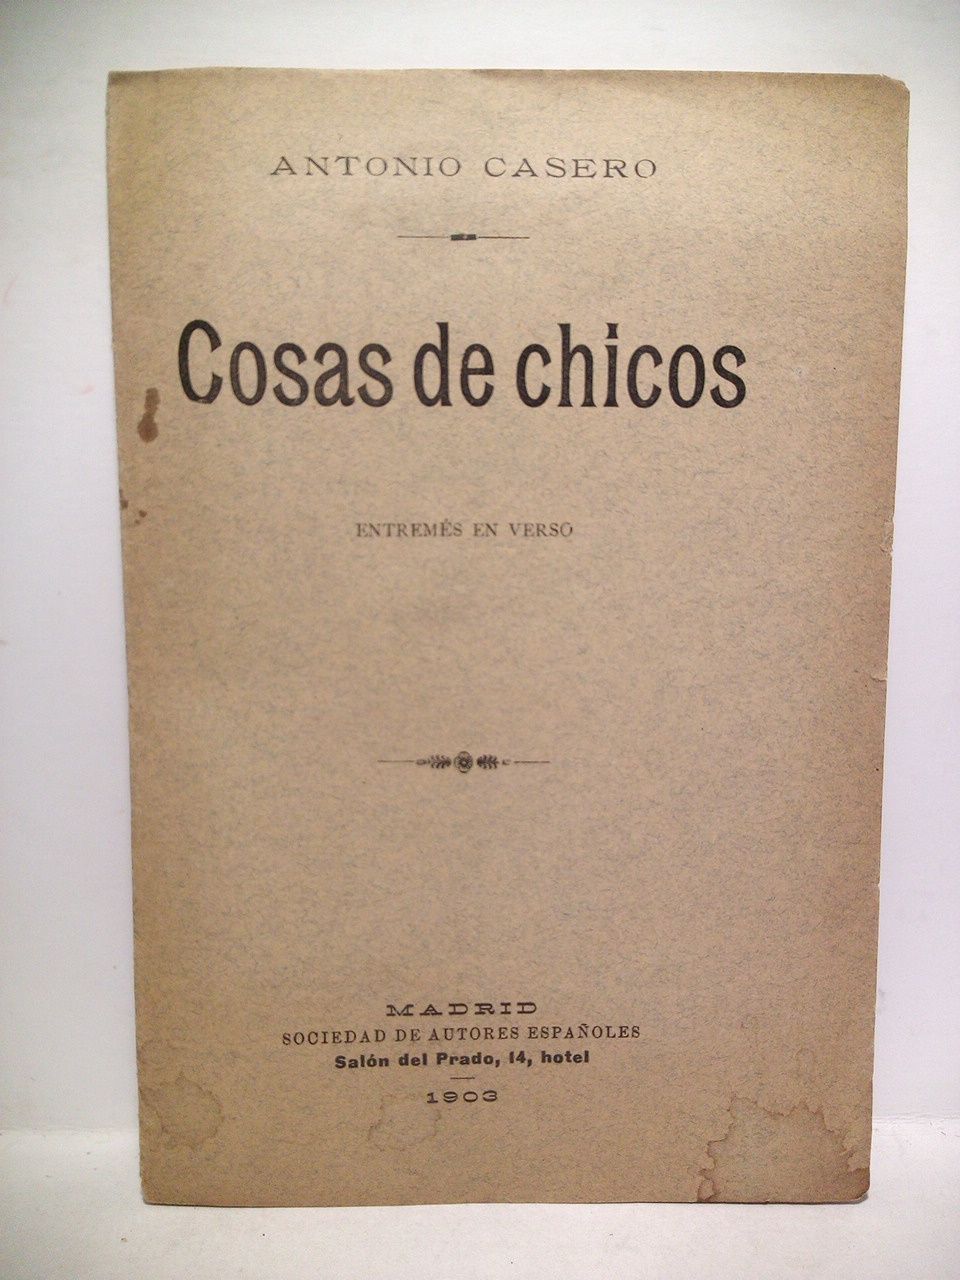 ANTONIO CASERO
Cosas de chicos
ENTREMÉS EN VERSO
MADRID
SOCIEDAD DE AUTORES ESPAÑOLES
Salón del Prado, 14, hotel
1903